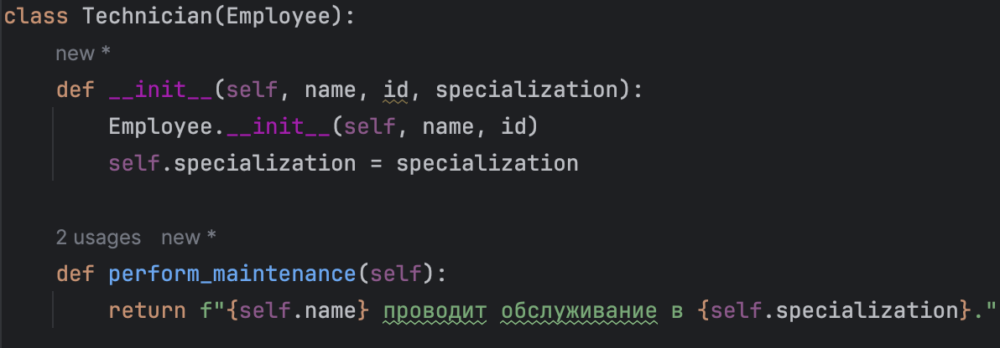 class Technician(Employee):
new *
def __init__(self, name, id, specialization):
Employee.__init__(self, name, id)
self.specialization = specialization
2 usages new *
def perform_maintenance(self):
return f"{self.name} проводит обслуживание в {self.specialization}."